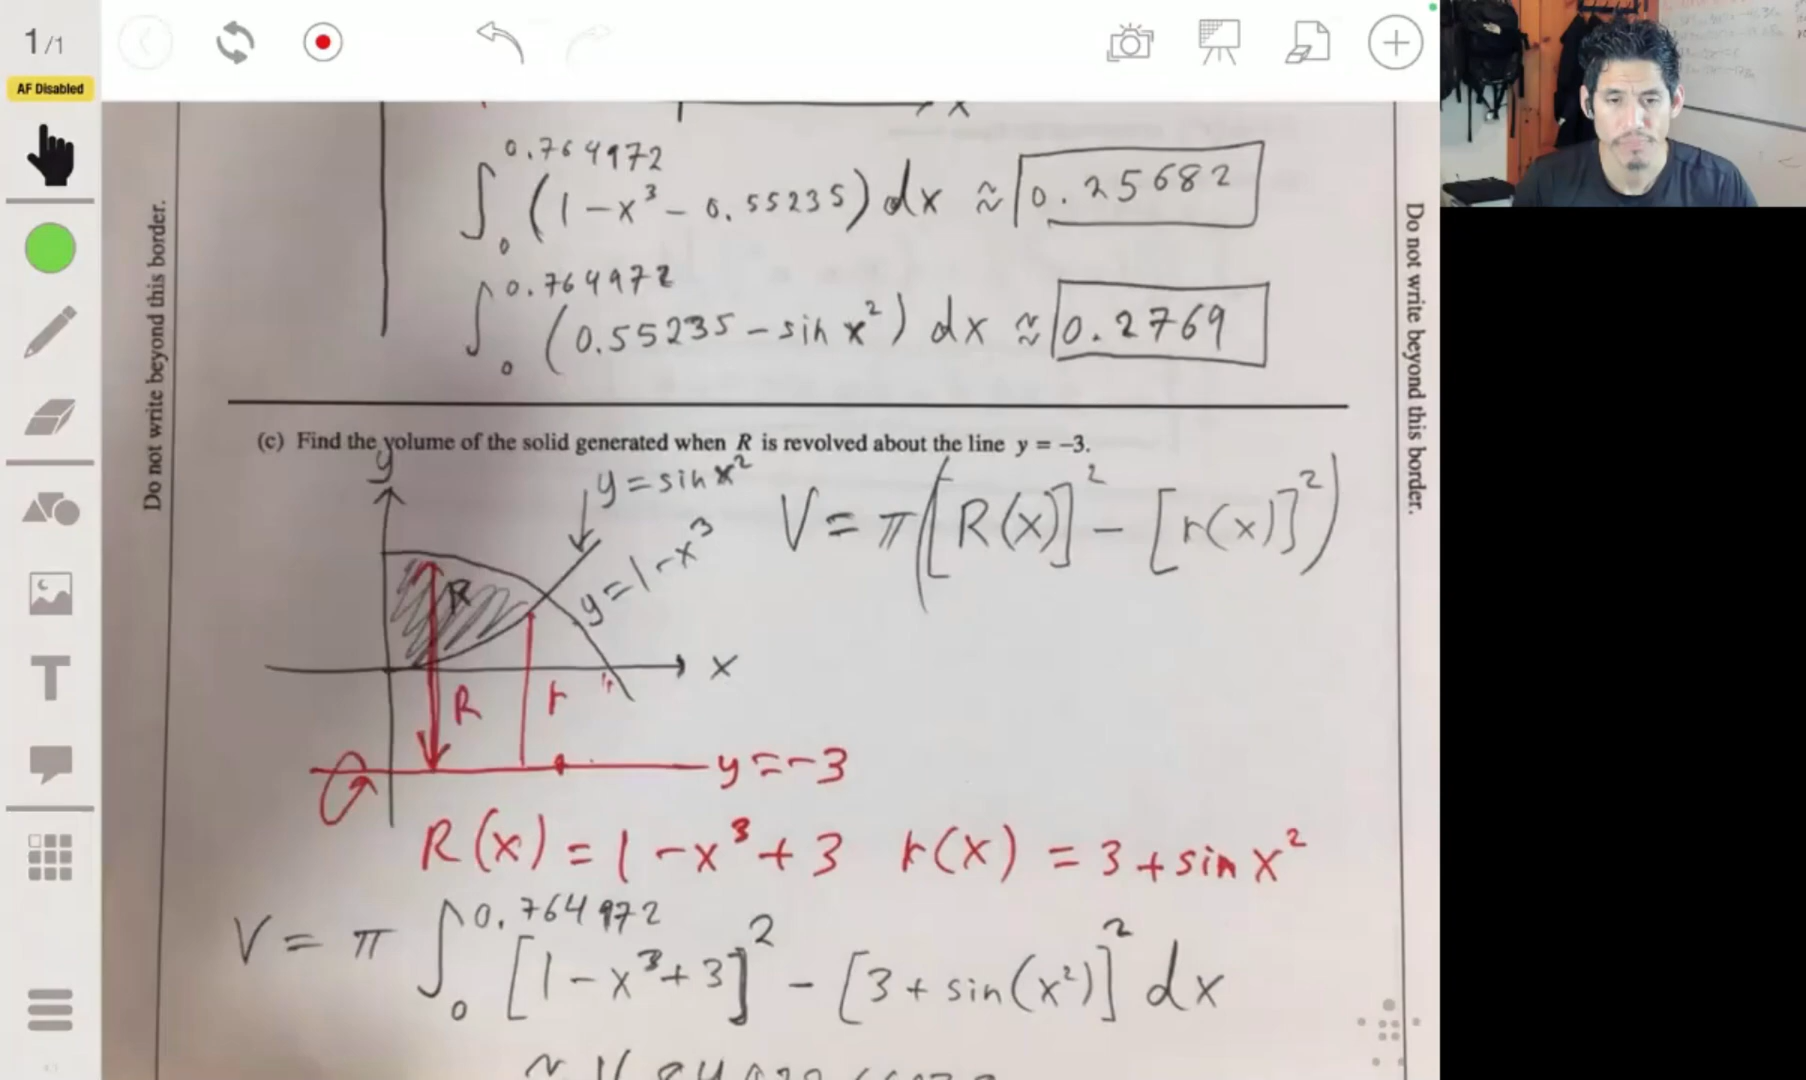 1/1
AF Disabled
x
∫₀^0.764972 (1-x³-0.55235)dx ≈ 0.25682
∫₀^0.764972 (0.55235-sin x²) dx ≈ 0.2769
Do not write beyond this border.
Do not write beyond this border.
(c) Find the volume of the solid generated when R is revolved about the line y = −3.
y
y=sin x²
y=1-x³
V=π([R(x)]²-[r(x)]²)
R
x
R r
y=-3
R(x)=1-x³+3 r(x)=3+sin x²
V=π ∫₀^0.764972 [1-x³+3]²-[3+sin(x²)]² dx
T